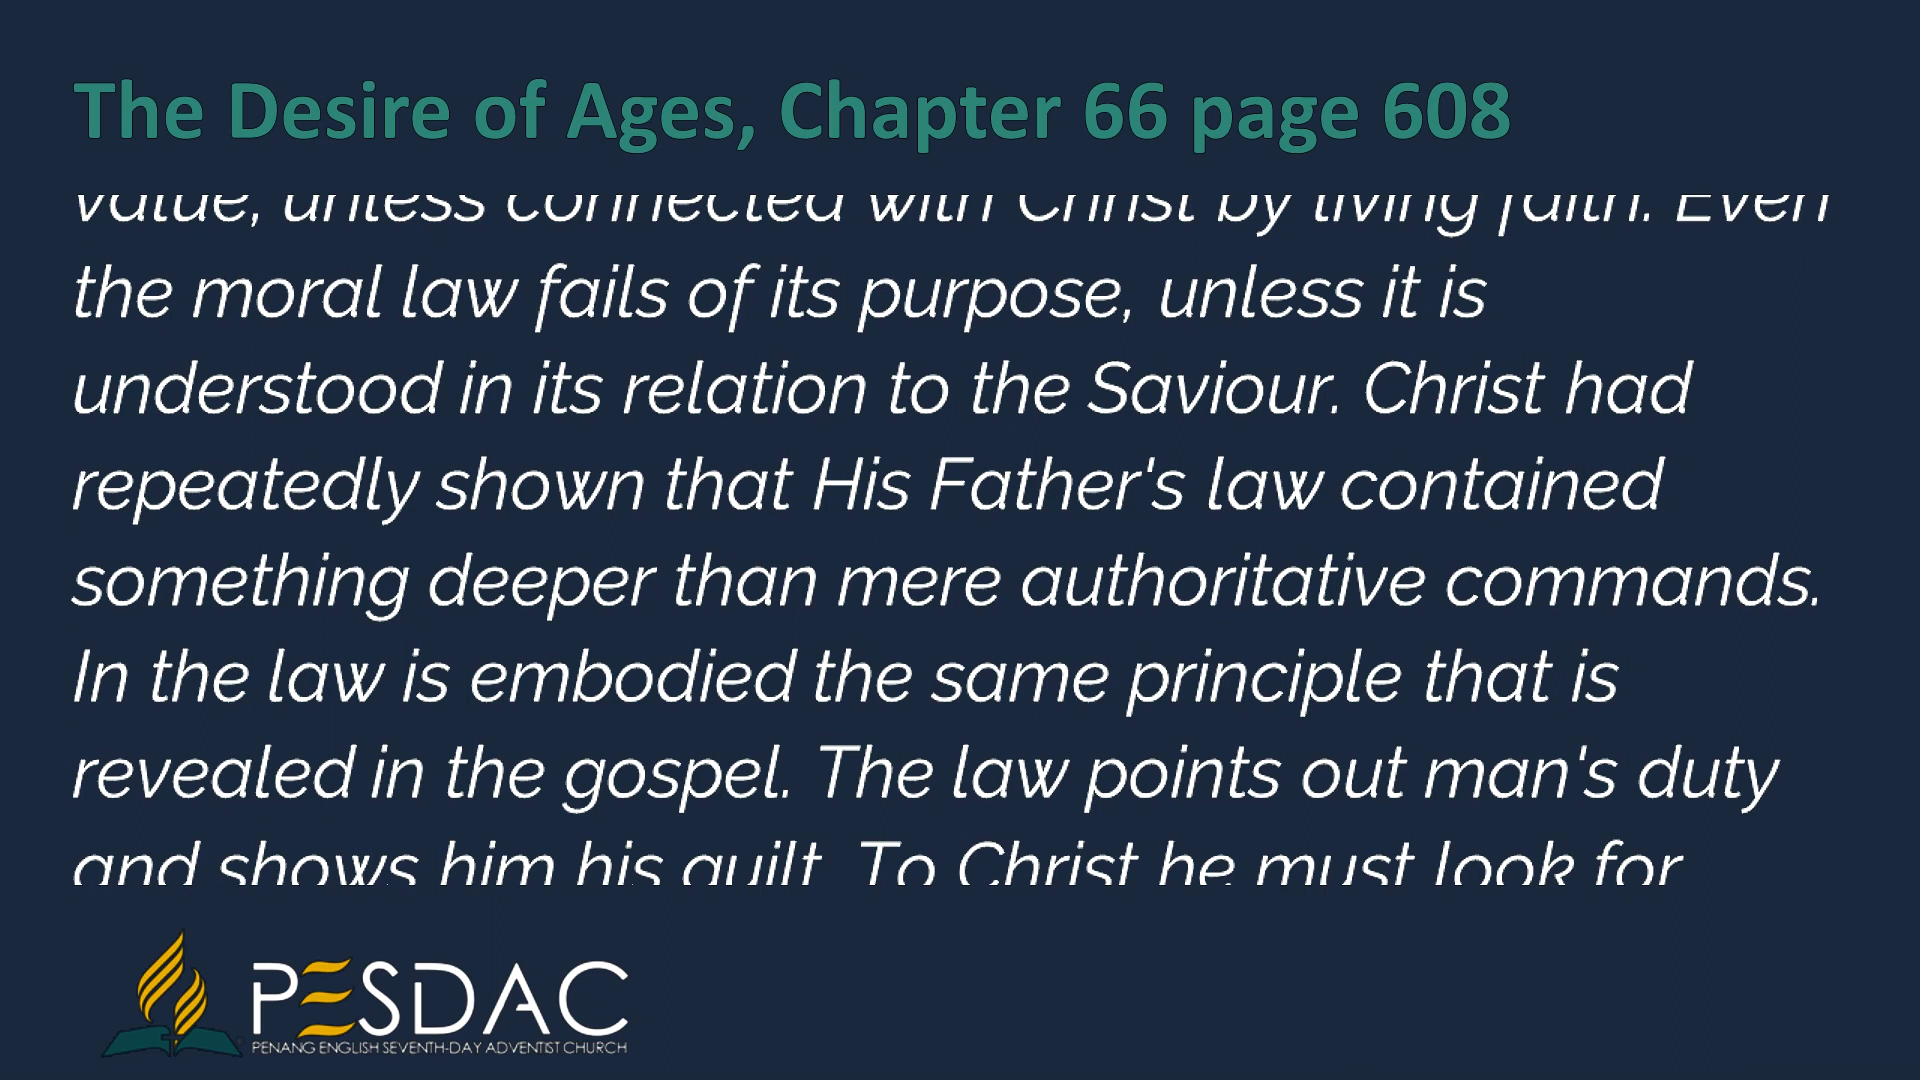 The Desire of Ages, Chapter 66 page 608
value, unless connected with Christ by living faith. Even
the moral law fails of its purpose, unless it is
understood in its relation to the Saviour. Christ had
repeatedly shown that His Father's law contained
something deeper than mere authoritative commands.
In the law is embodied the same principle that is
revealed in the gospel. The law points out man's duty
and shows him his guilt. To Christ he must look for
PESDAC
PENANG ENGLISH SEVENTH-DAY ADVENTIST CHURCH